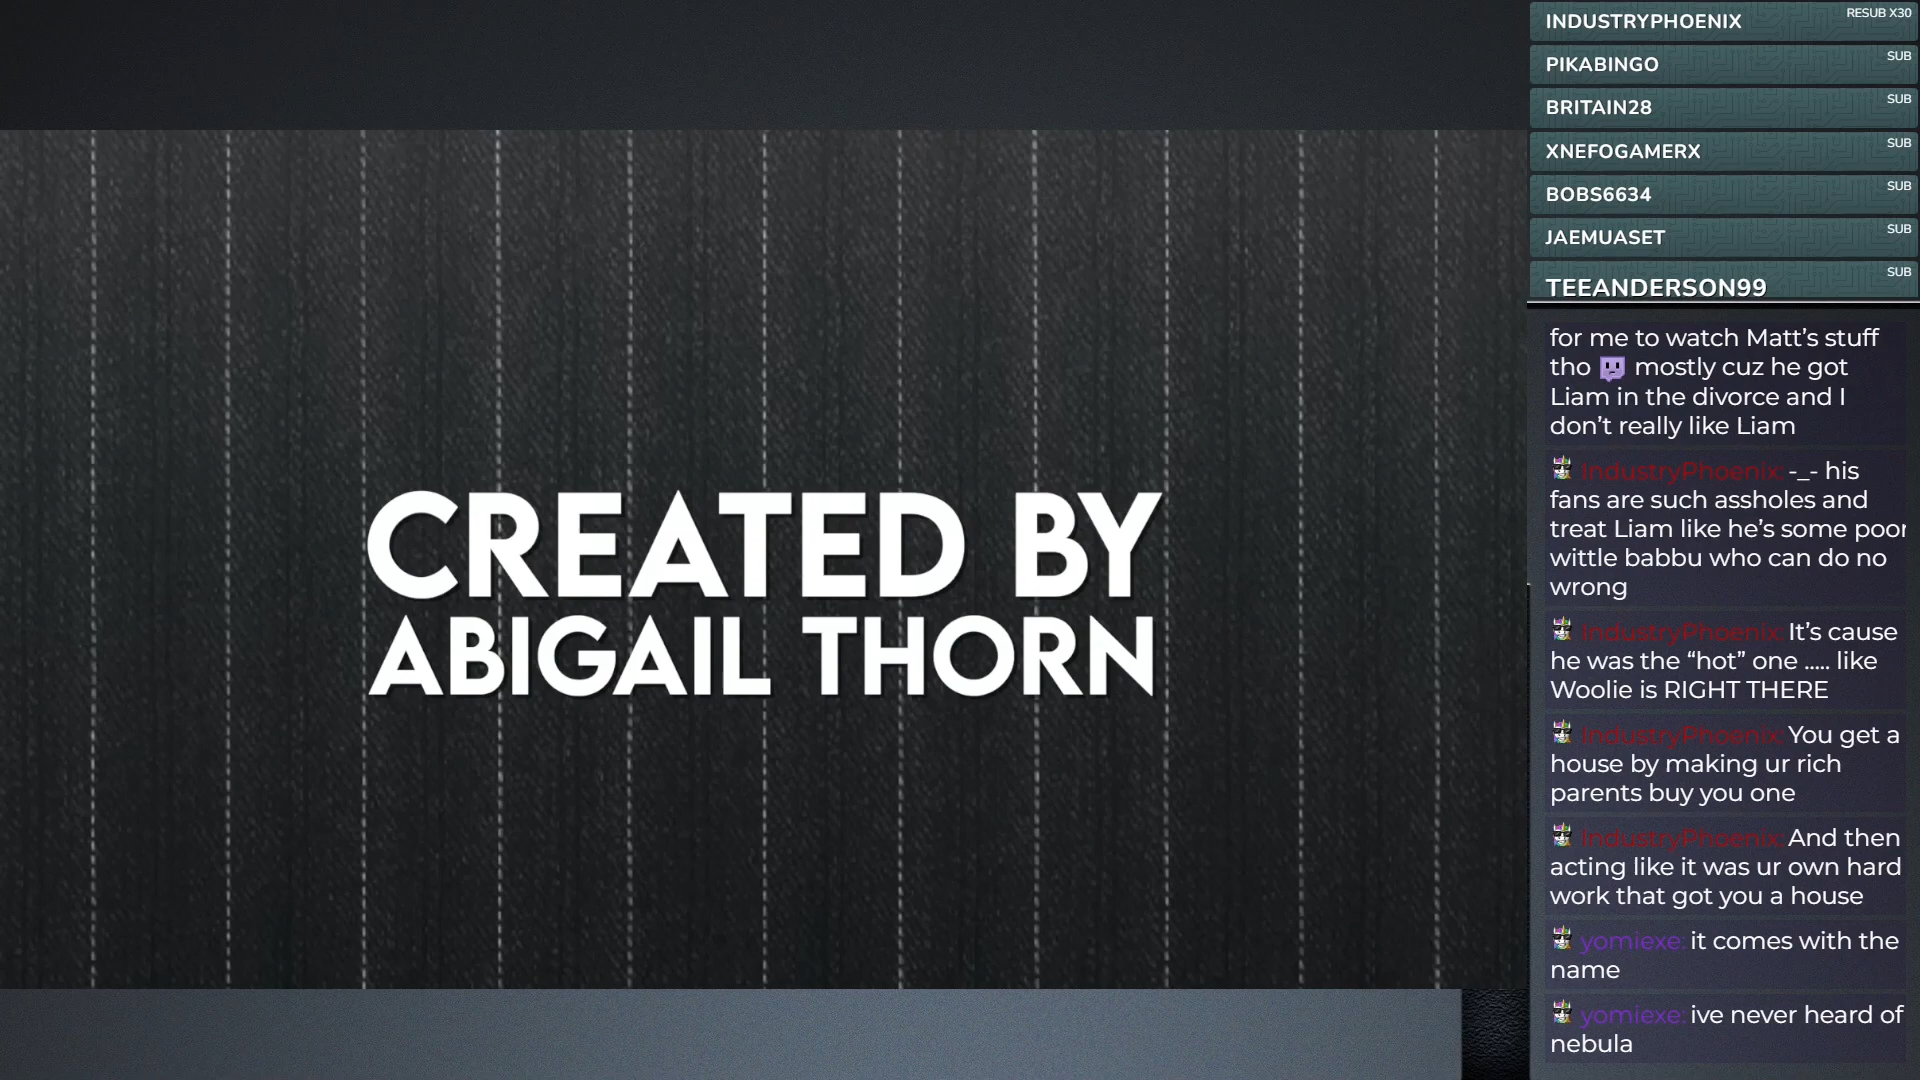 CREATED BY
ABIGAIL THORN
INDUSTRYPHOENIX RESUB X30
PIKABINGO SUB
BRITAIN28 SUB
XNEFOGAMERX SUB
BOBS6634 SUB
JAEMUASET SUB
TEEANDERSON99 SUB
for me to watch Matt's stuff
tho mostly cuz he got
Liam in the divorce and I
don't really like Liam
IndustryPhoenix: -_- his
fans are such assholes and
treat Liam like he's some poor
wittle babbu who can do no
wrong
IndustryPhoenix: It's cause
he was the “hot” one ..... like
Woolie is RIGHT THERE
IndustryPhoenix: You get a
house by making ur rich
parents buy you one
IndustryPhoenix: And then
acting like it was ur own hard
work that got you a house
yomiexe: it comes with the
name
yomiexe: ive never heard of
nebula